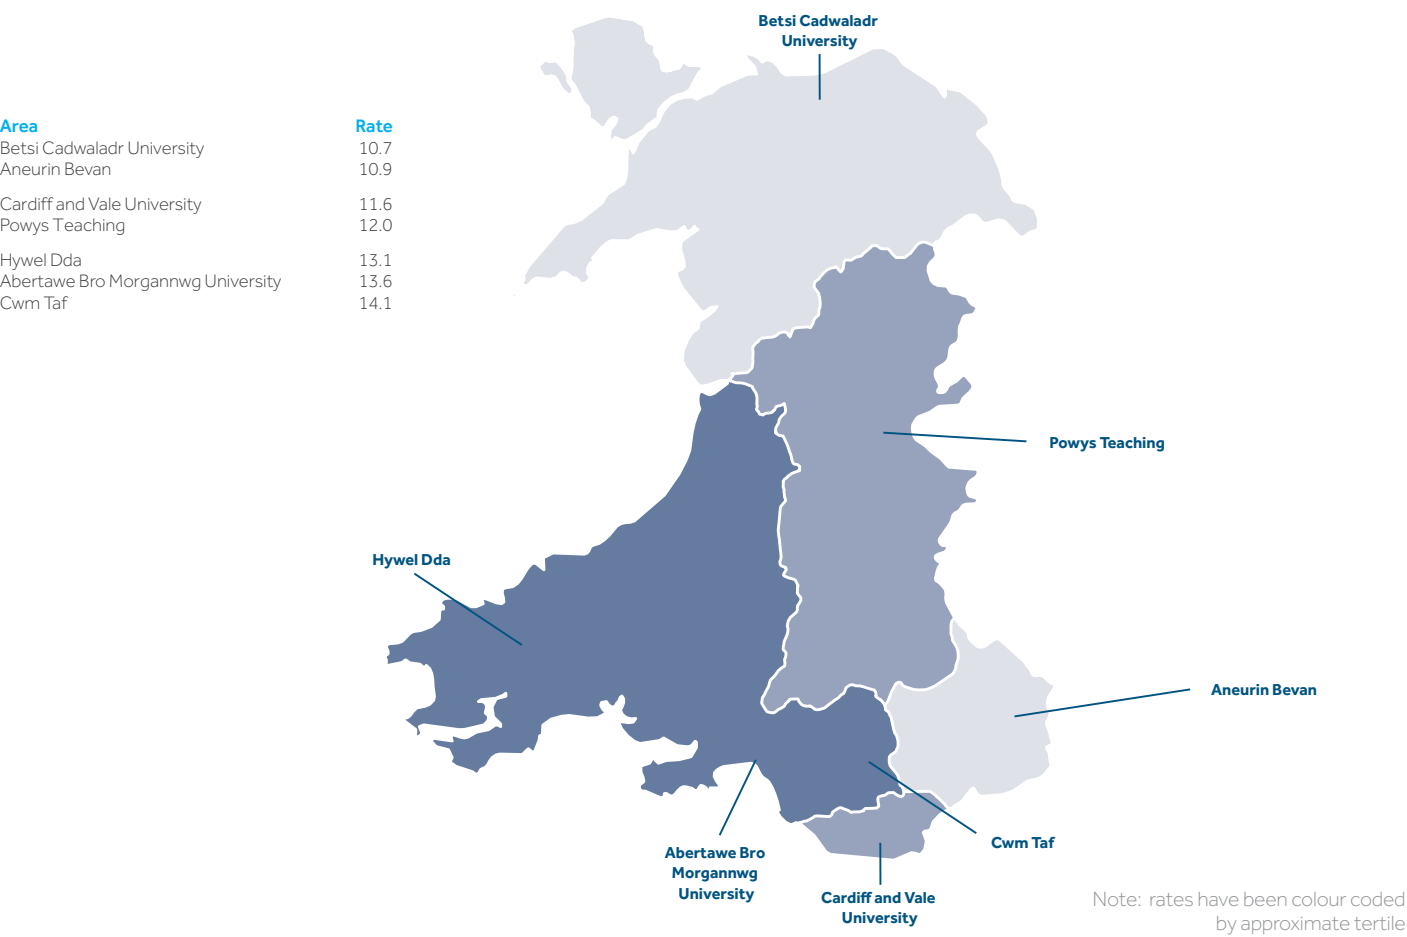 Betsi Cadwaladr
University
Area Rate
Betsi Cadwaladr University 10.7
Aneurin Bevan 10.9
Cardiff and Vale University 11.6
Powys Teaching 12.0
Hywel Dda 13.1
Abertawe Bro Morgannwg University 13.6
Cwm Taf 14.1
Powys Teaching
Hywel Dda
Aneurin Bevan
Cwm Taf
Abertawe Bro
Morgannwg
University
Cardiff and Vale
University
Note: rates have been colour coded
by approximate tertile